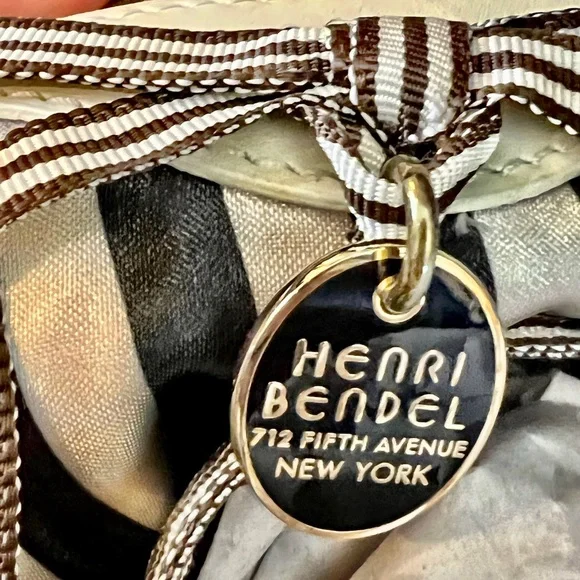 HENRI
BENDEL
712 FIFTH AVENUE
NEW YORK